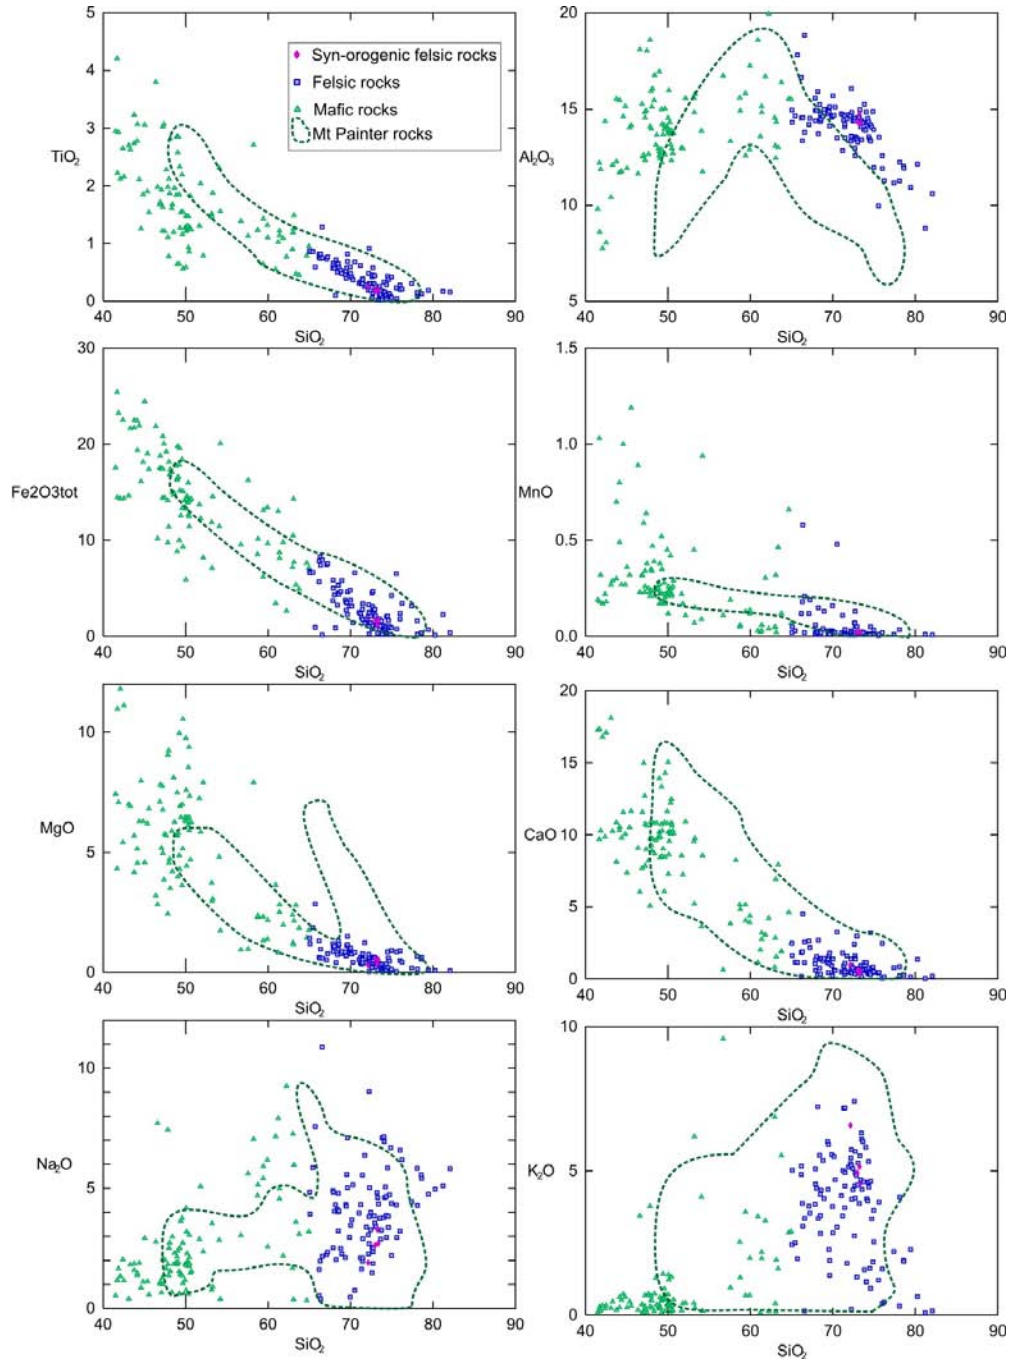 5
4
3
TiO2
2
1
0
40 50 60 70 80 90
SiO2
Syn-orogenic felsic rocks
Felsic rocks
Mafic rocks
Mt Painter rocks
20
15
Al2O3
10
5
40 50 60 70 80 90
SiO2
30
20
Fe2O3tot
10
0
40 50 60 70 80 90
SiO2
1.5
1.0
MnO
0.5
0.0
40 50 60 70 80 90
SiO2
10
MgO
5
0
40 50 60 70 80 90
SiO2
20
15
CaO
10
5
0
40 50 60 70 80 90
SiO2
10
Na2O
5
0
40 50 60 70 80 90
SiO2
10
K2O
5
0
40 50 60 70 80 90
SiO2